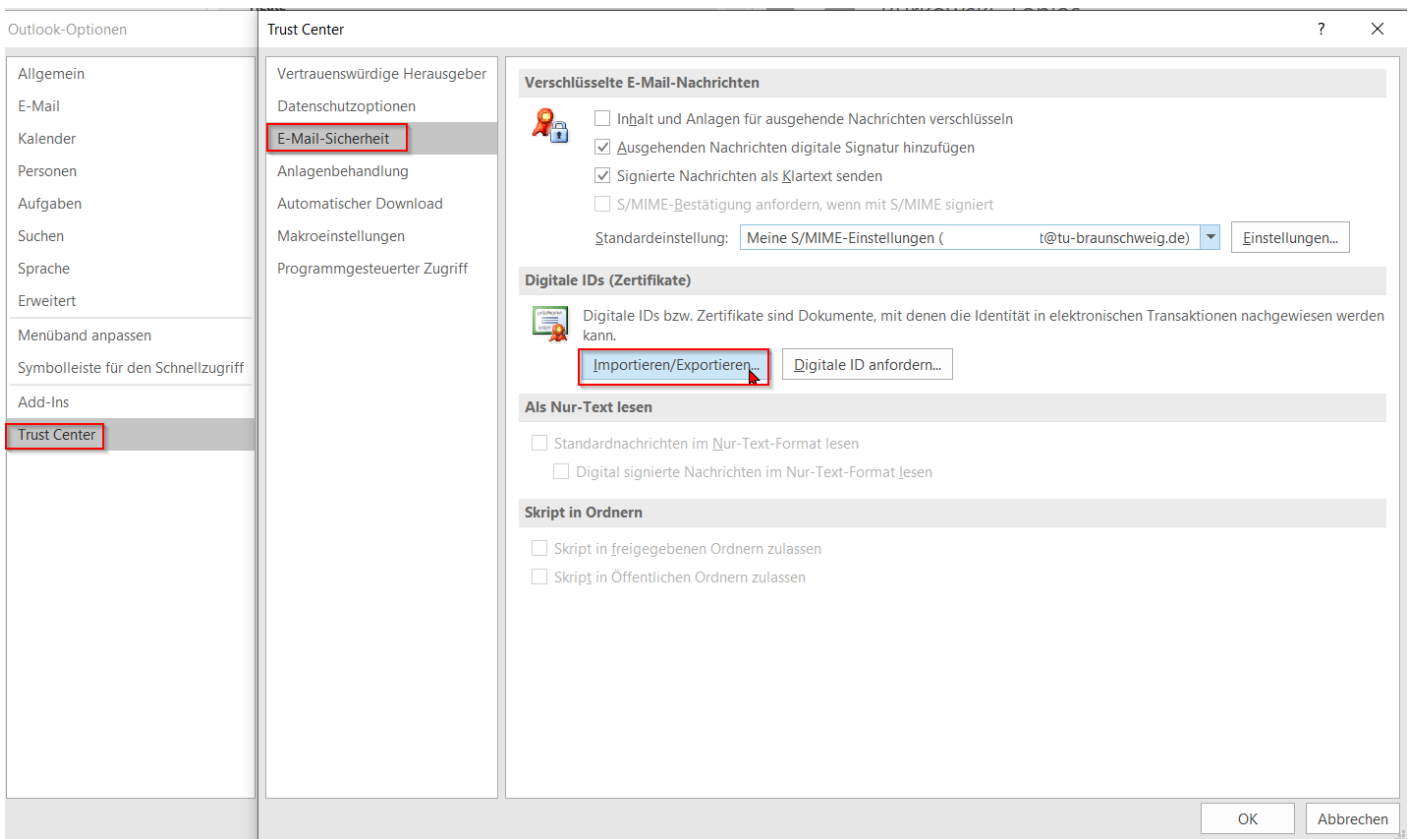 Outlook-Optionen
Allgemein
E-Mail
Kalender
Personen
Aufgaben
Suchen
Sprache
Erweitert
Menüband anpassen
Symbolleiste für den Schnellzugriff
Add-Ins
Trust Center
Trust Center
?
Vertrauenswürdige Herausgeber
Datenschutzoptionen
E-Mail-Sicherheit
Anlagenbehandlung
Automatischer Download
Makroeinstellungen
Programmgesteuerter Zugriff
Verschlüsselte E-Mail-Nachrichten
Inhalt und Anlagen für ausgehende Nachrichten verschlüsseln
Ausgehenden Nachrichten digitale Signatur hinzufügen
Signierte Nachrichten als Klartext senden
S/MIME-Bestätigung anfordern, wenn mit S/MIME signiert
Standardeinstellung: Meine S/MIME-Einstellungen ( t@tu-braunschweig.de) Einstellungen...
Digitale IDs (Zertifikate)
Digitale IDs bzw. Zertifikate sind Dokumente, mit denen die Identität in elektronischen Transaktionen nachgewiesen werden
kann.
Importieren/Exportieren... Digitale ID anfordern...
Als Nur-Text lesen
Standardnachrichten im Nur-Text-Format lesen
Digital signierte Nachrichten im Nur-Text-Format lesen
Skript in Ordnern
Skript in freigegebenen Ordnern zulassen
Skript in Öffentlichen Ordnern zulassen
OK Abbrechen